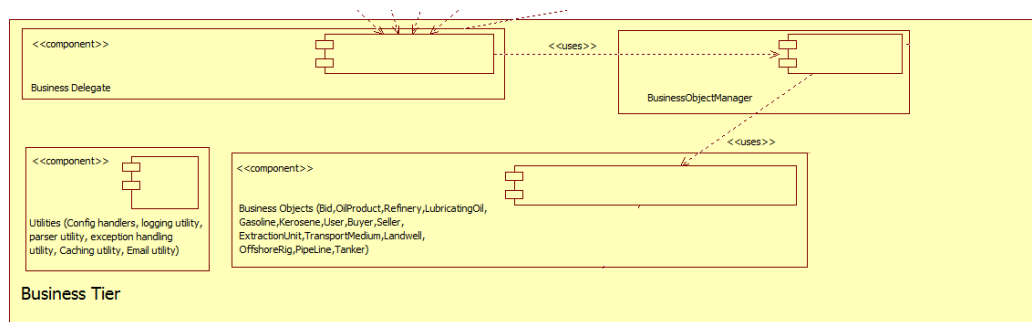 <<component>>
<<uses>>
Business Delegate
BusinessObjectManager
<<uses>>
<<component>>
Utilities (Config handlers, logging utility,
parser utility, exception handling
utility, Caching utility, Email utility)
<<component>>
Business Objects (Bid,OilProduct,Refinery,LubricatingOil,
Gasoline,Kerosene,User,Buyer,Seller,
ExtractionUnit,TransportMedium,Landwell,
OffshoreRig,PipeLine,Tanker)
Business Tier